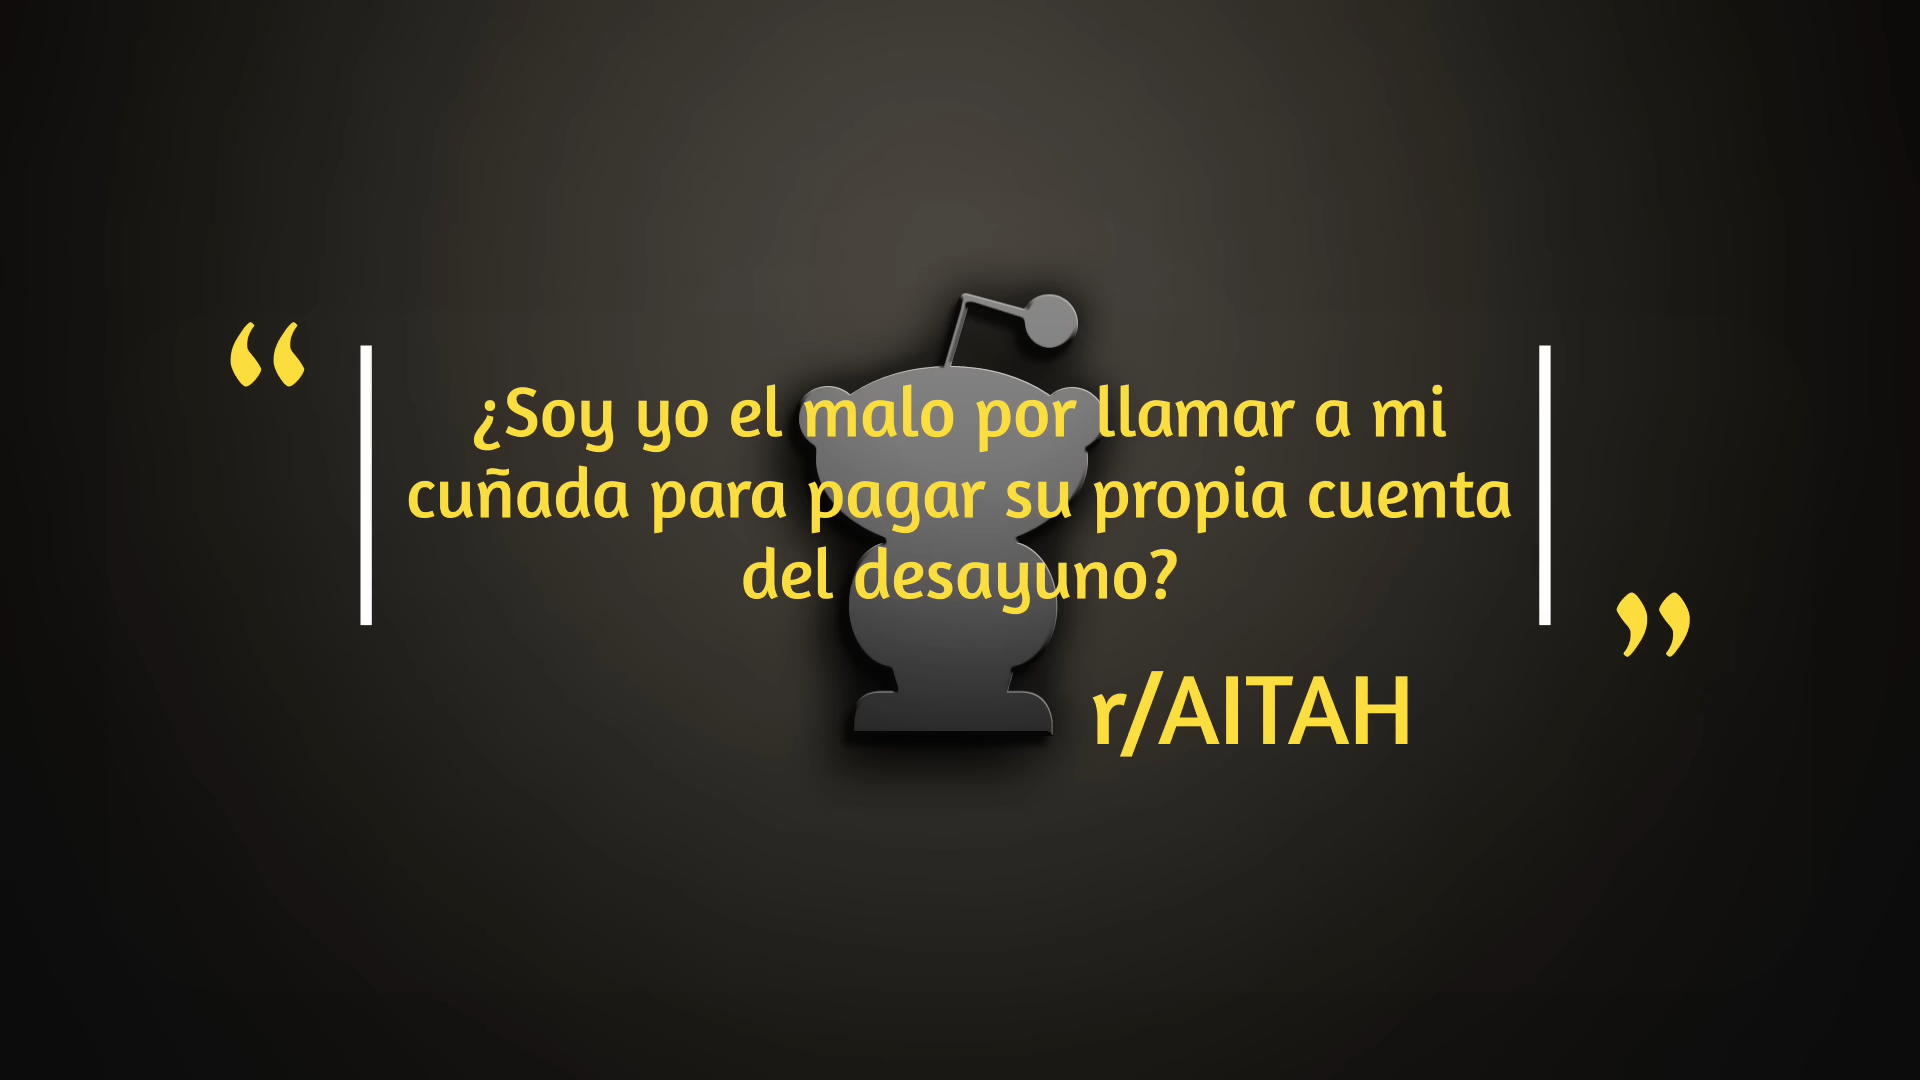 “
¿Soy yo el malo por llamar a mi
cuñada para pagar su propia cuenta
del desayuno?
”
r/AITAH